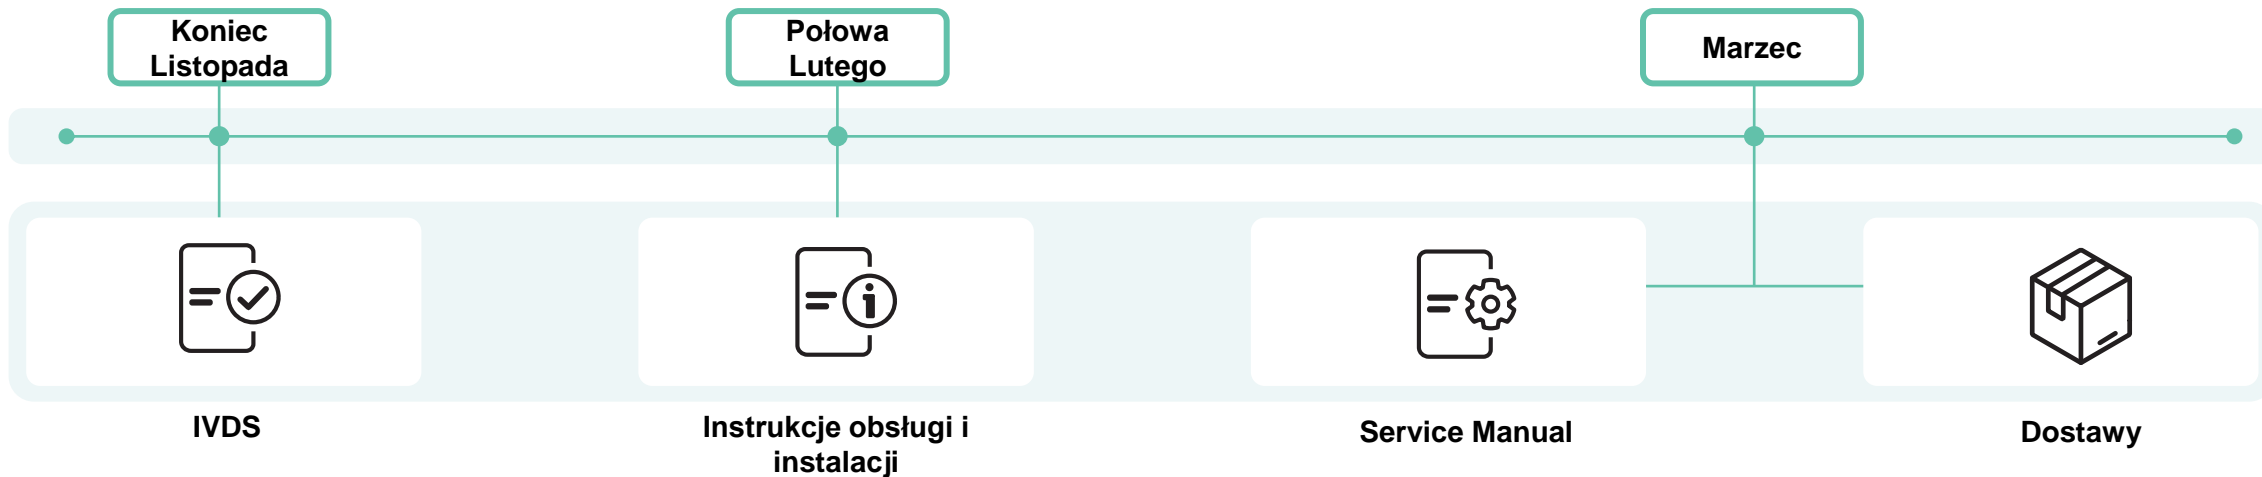 Koniec
Listopada
Połowa
Lutego
Marzec
IVDS
Instrukcje obsługi i
instalacji
Service Manual
Dostawy